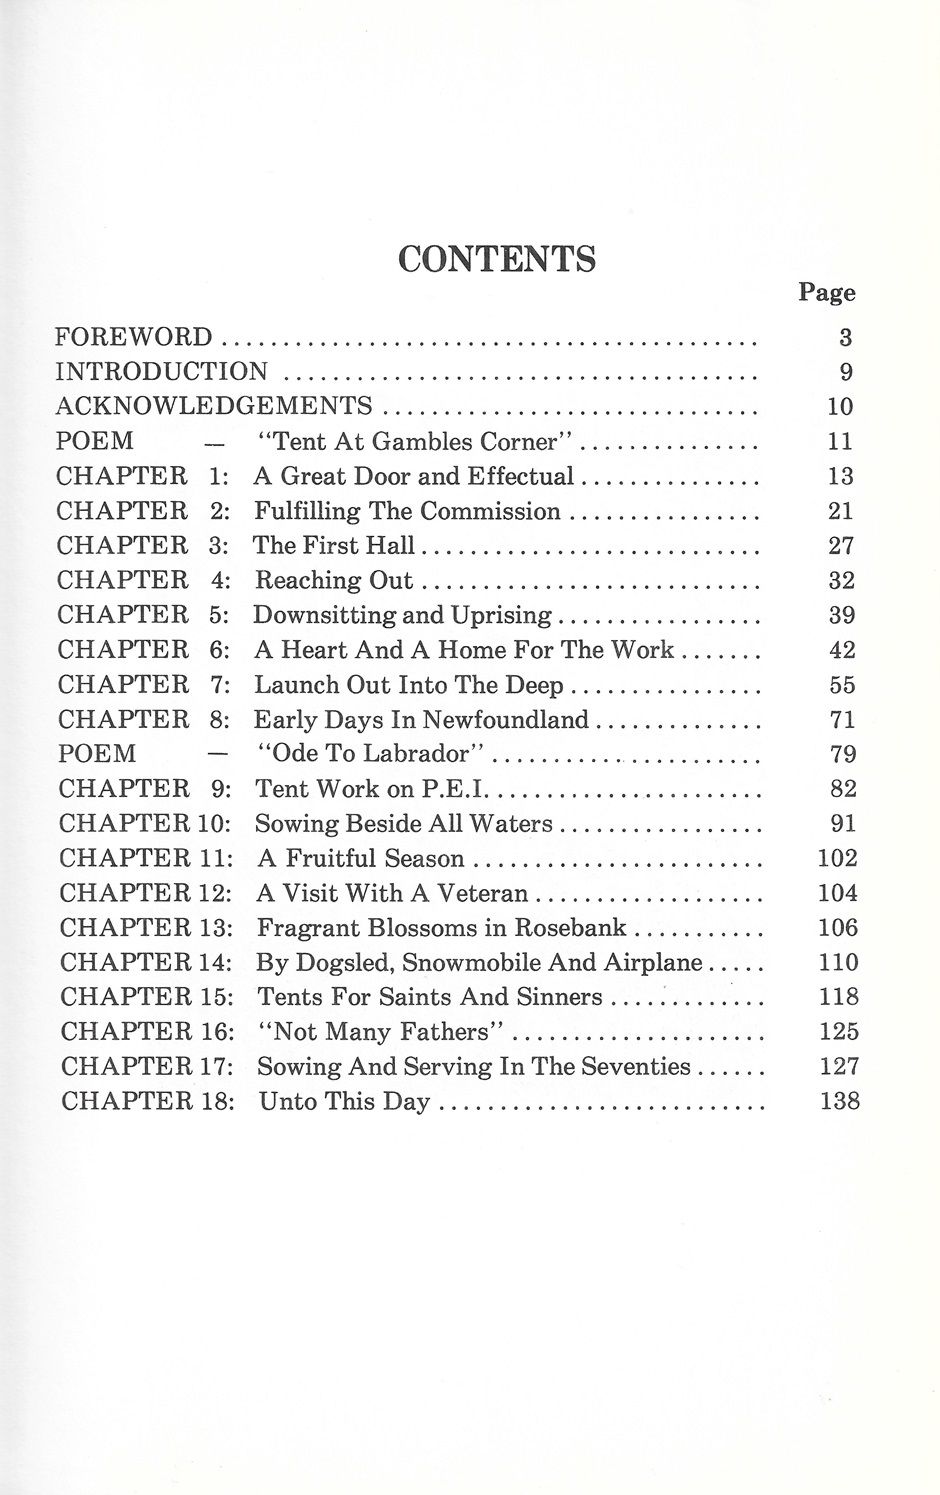 CONTENTS
Page
FOREWORD ............................................ 3
INTRODUCTION ....................................... 9
ACKNOWLEDGEMENTS ............................... 10
POEM — "Tent At Gambles Corner" ............... 11
CHAPTER 1: A Great Door and Effectual ............... 13
CHAPTER 2: Fulfilling The Commission ................ 21
CHAPTER 3: The First Hall ............................ 27
CHAPTER 4: Reaching Out ............................ 32
CHAPTER 5: Downsitting and Uprising ................. 39
CHAPTER 6: A Heart And A Home For The Work ....... 42
CHAPTER 7: Launch Out Into The Deep ................ 55
CHAPTER 8: Early Days In Newfoundland .............. 71
POEM — "Ode To Labrador" ...................... 79
CHAPTER 9: Tent Work on P.E.I. ...................... 82
CHAPTER 10: Sowing Beside All Waters ................. 91
CHAPTER 11: A Fruitful Season ........................ 102
CHAPTER 12: A Visit With A Veteran ................... 104
CHAPTER 13: Fragrant Blossoms in Rosebank ........... 106
CHAPTER 14: By Dogsled, Snowmobile And Airplane ..... 110
CHAPTER 15: Tents For Saints And Sinners ............. 118
CHAPTER 16: "Not Many Fathers" ..................... 125
CHAPTER 17: Sowing And Serving In The Seventies ...... 127
CHAPTER 18: Unto This Day ........................... 138